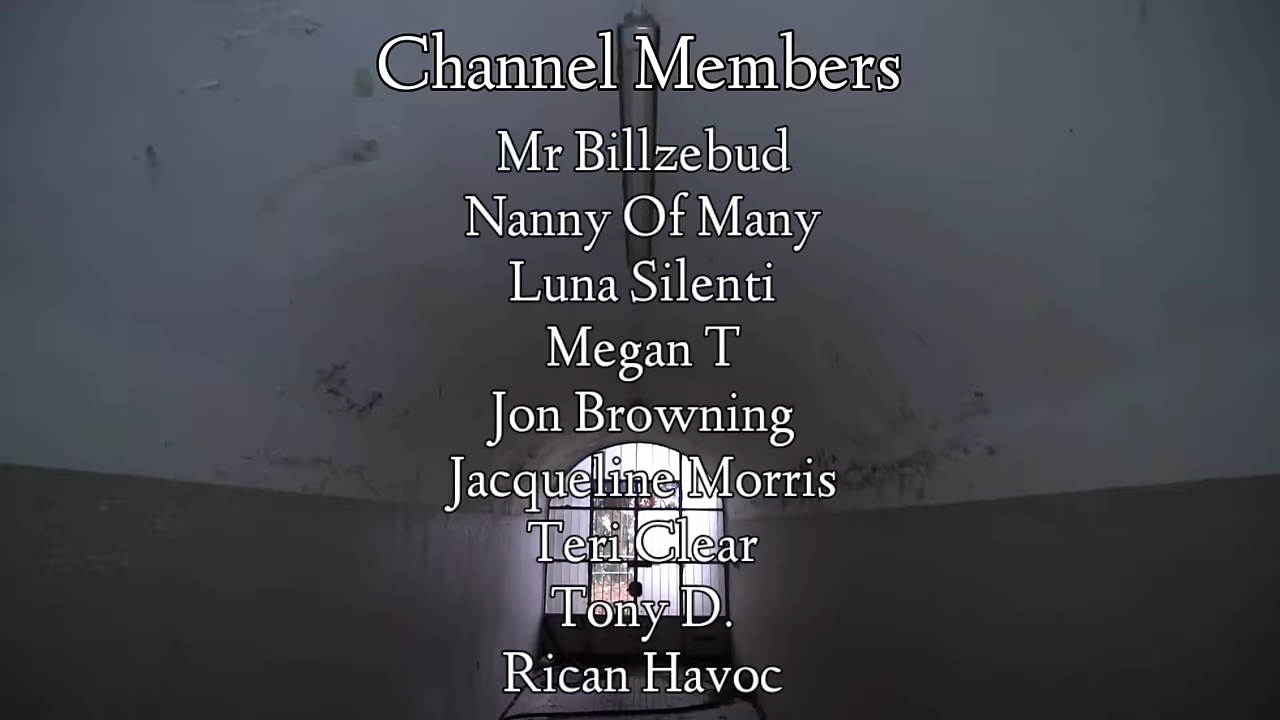 Channel Members
Mr Billzebud
Nanny Of Many
Luna Silenti
Megan T
Jon Browning
Jacqueline Morris
Teri Clear
Tony D.
Rican Havoc